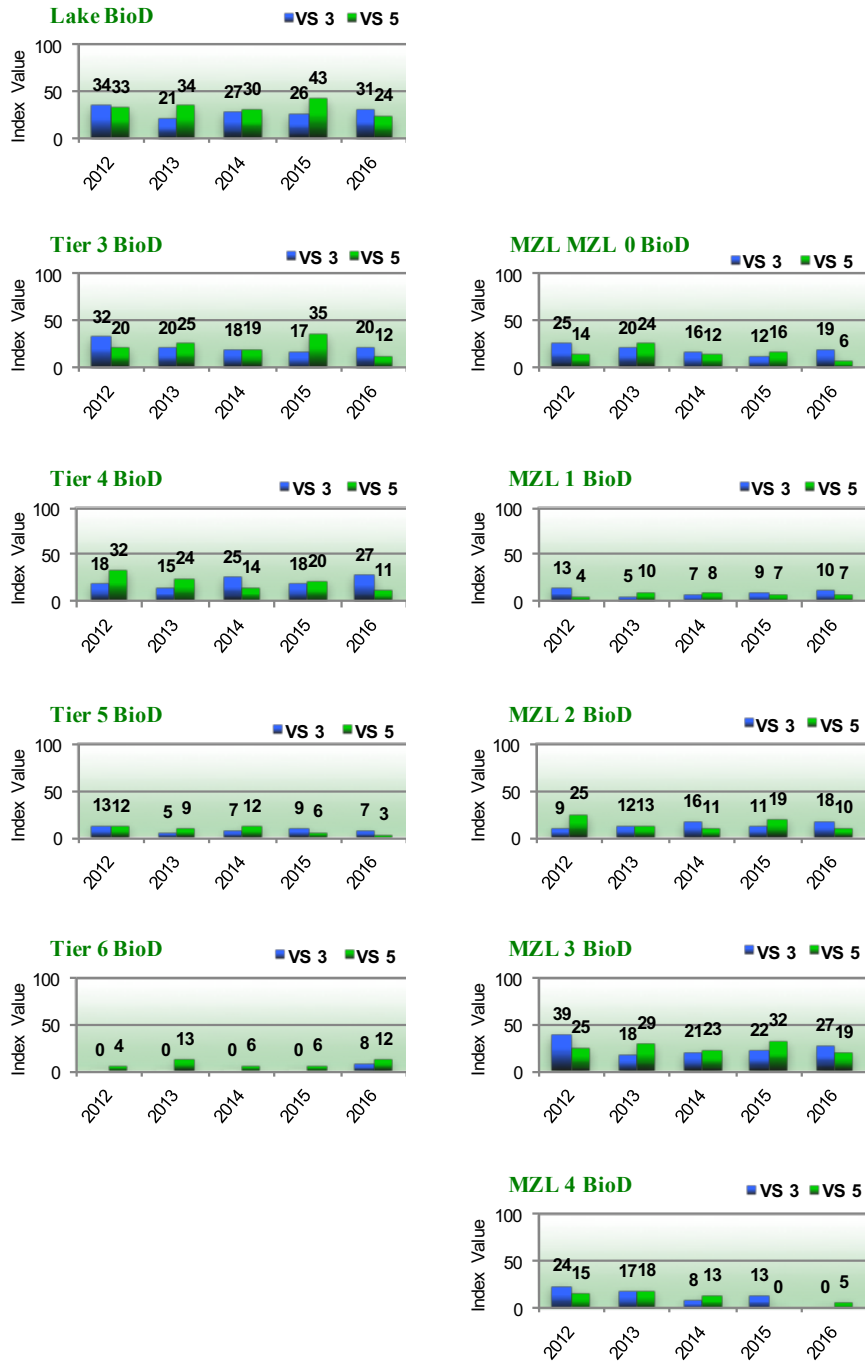 Lake BioD
VS 3 VS 5
Index Value
100
50
0
34 33 21 34 27 30 26 43 31 24
2012 2013 2014 2015 2016
Tier 3 BioD
VS 3 VS 5
Index Value
100
50
0
32 20 20 25 18 19 17 35 20 12
2012 2013 2014 2015 2016
MZL MZL 0 BioD
VS 3 VS 5
Index Value
100
50
0
25 14 20 24 16 12 12 16 19 6
2012 2013 2014 2015 2016
Tier 4 BioD
VS 3 VS 5
Index Value
100
50
0
18 32 15 24 25 14 18 20 27 11
2012 2013 2014 2015 2016
MZL 1 BioD
VS 3 VS 5
Index Value
100
50
0
13 4 5 10 7 8 9 7 10 7
2012 2013 2014 2015 2016
Tier 5 BioD
VS 3 VS 5
Index Value
100
50
0
13 12 5 9 7 12 9 6 7 3
2012 2013 2014 2015 2016
MZL 2 BioD
VS 3 VS 5
Index Value
100
50
0
9 25 12 13 16 11 11 19 18 10
2012 2013 2014 2015 2016
Tier 6 BioD
VS 3 VS 5
Index Value
100
50
0
0 4 0 13 0 6 0 6 8 12
2012 2013 2014 2015 2016
MZL 3 BioD
VS 3 VS 5
Index Value
100
50
0
39 25 18 29 21 23 22 32 27 19
2012 2013 2014 2015 2016
MZL 4 BioD
VS 3 VS 5
Index Value
100
50
0
24 15 17 18 8 13 13 0 0 5
2012 2013 2014 2015 2016